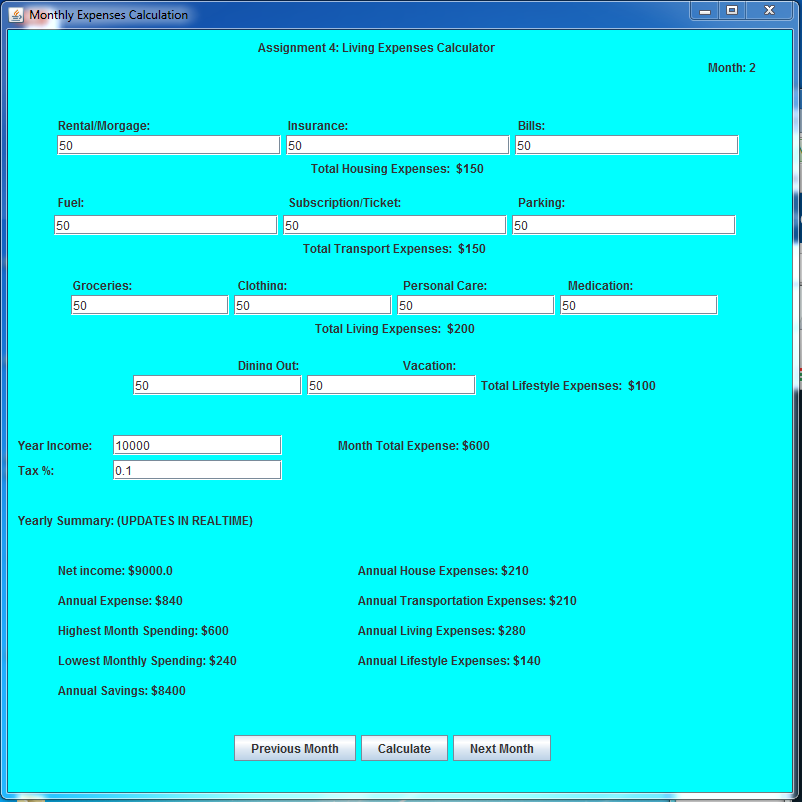 Monthly Expenses Calculation
Assignment 4: Living Expenses Calculator
Month: 2
Rental/Morgage: Insurance: Bills:
50 50 50
Total Housing Expenses: $150
Fuel: Subscription/Ticket: Parking:
50 50 50
Total Transport Expenses: $150
Groceries: Clothing: Personal Care: Medication:
50 50 50 50
Total Living Expenses: $200
Dining Out: Vacation:
50 50 Total Lifestyle Expenses: $100
Year Income: 10000 Month Total Expense: $600
Tax %: 0.1
Yearly Summary: (UPDATES IN REALTIME)
Net income: $9000.0 Annual House Expenses: $210
Annual Expense: $840 Annual Transportation Expenses: $210
Highest Month Spending: $600 Annual Living Expenses: $280
Lowest Monthly Spending: $240 Annual Lifestyle Expenses: $140
Annual Savings: $8400
Previous Month Calculate Next Month